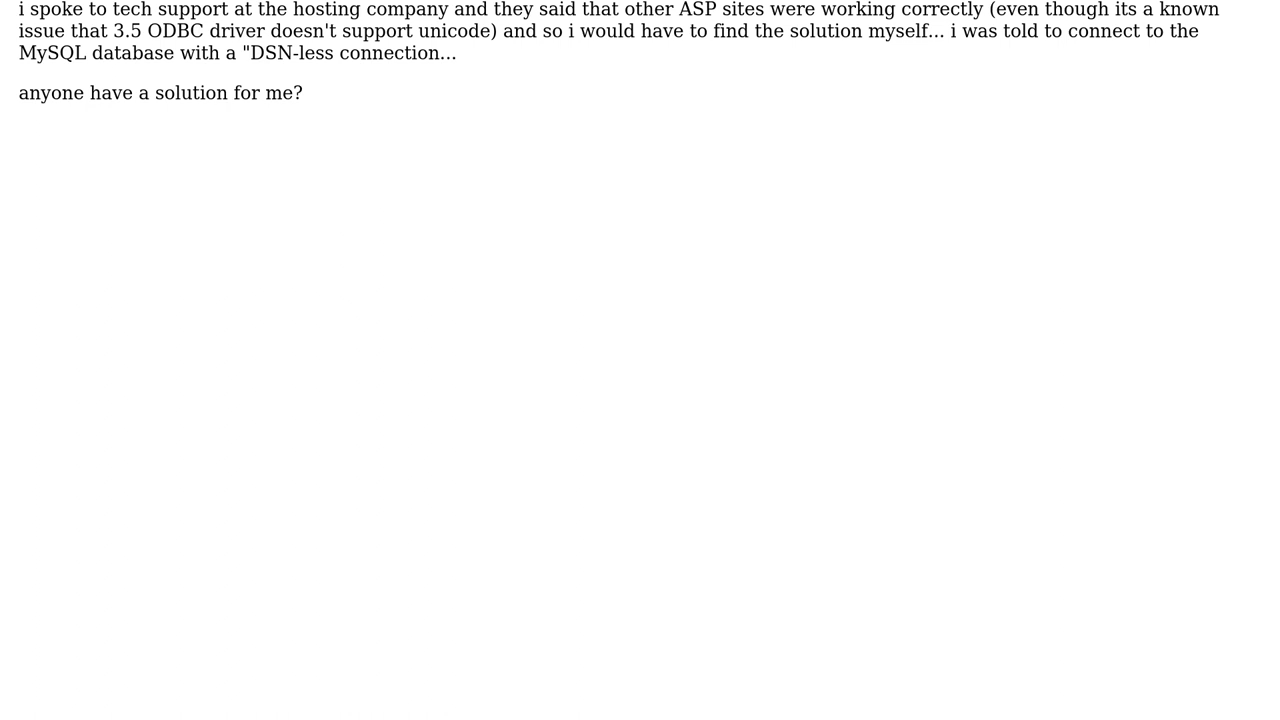 i spoke to tech support at the hosting company and they said that other ASP sites were working correctly (even though its a known
issue that 3.5 ODBC driver doesn't support unicode) and so i would have to find the solution myself... i was told to connect to the
MySQL database with a "DSN-less connection...
anyone have a solution for me?